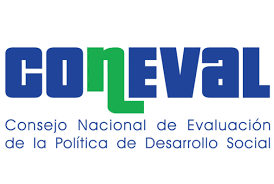 CONEVAL
Consejo Nacional de Evaluación
de la Política de Desarrollo Social